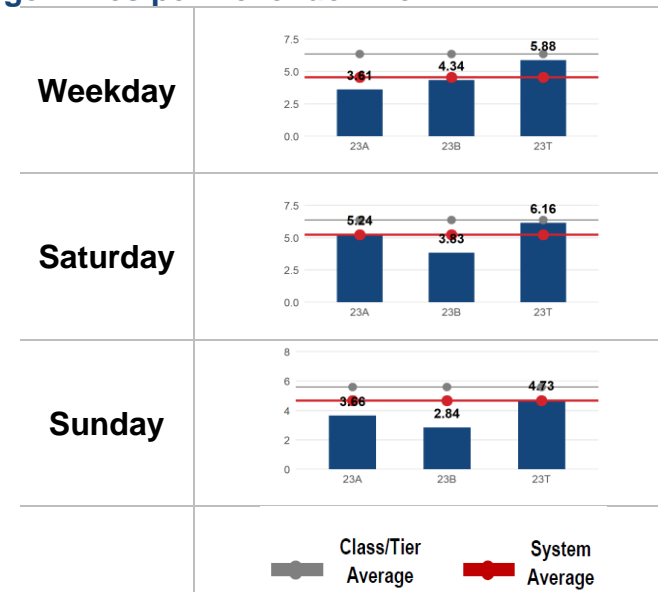 Weekday
7.5
5.0
2.5
0.0
3.61
4.34
5.88
23A 23B 23T
Saturday
7.5
5.0
2.5
0.0
5.24
3.83
6.16
23A 23B 23T
Sunday
8
6
4
2
0
3.66
2.84
4.73
23A 23B 23T
Class/Tier
Average
System
Average